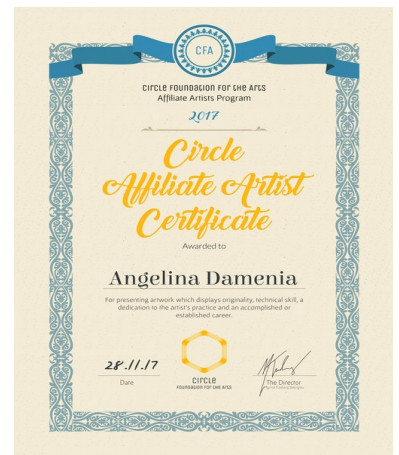 CFA
CIRCLE FOUNDATION FOR THE ARTS
Affiliate Artists Program
2017
Circle
Affiliate Artist
Certificate
Awarded to
Angelina Damenia
For presenting artwork which displays originality, technical skill, a
dedication to the artist's practice and an accomplished or
established career.
28.11.17
Date
CIRCLE
FOUNDATION FOR THE ARTS
The Director